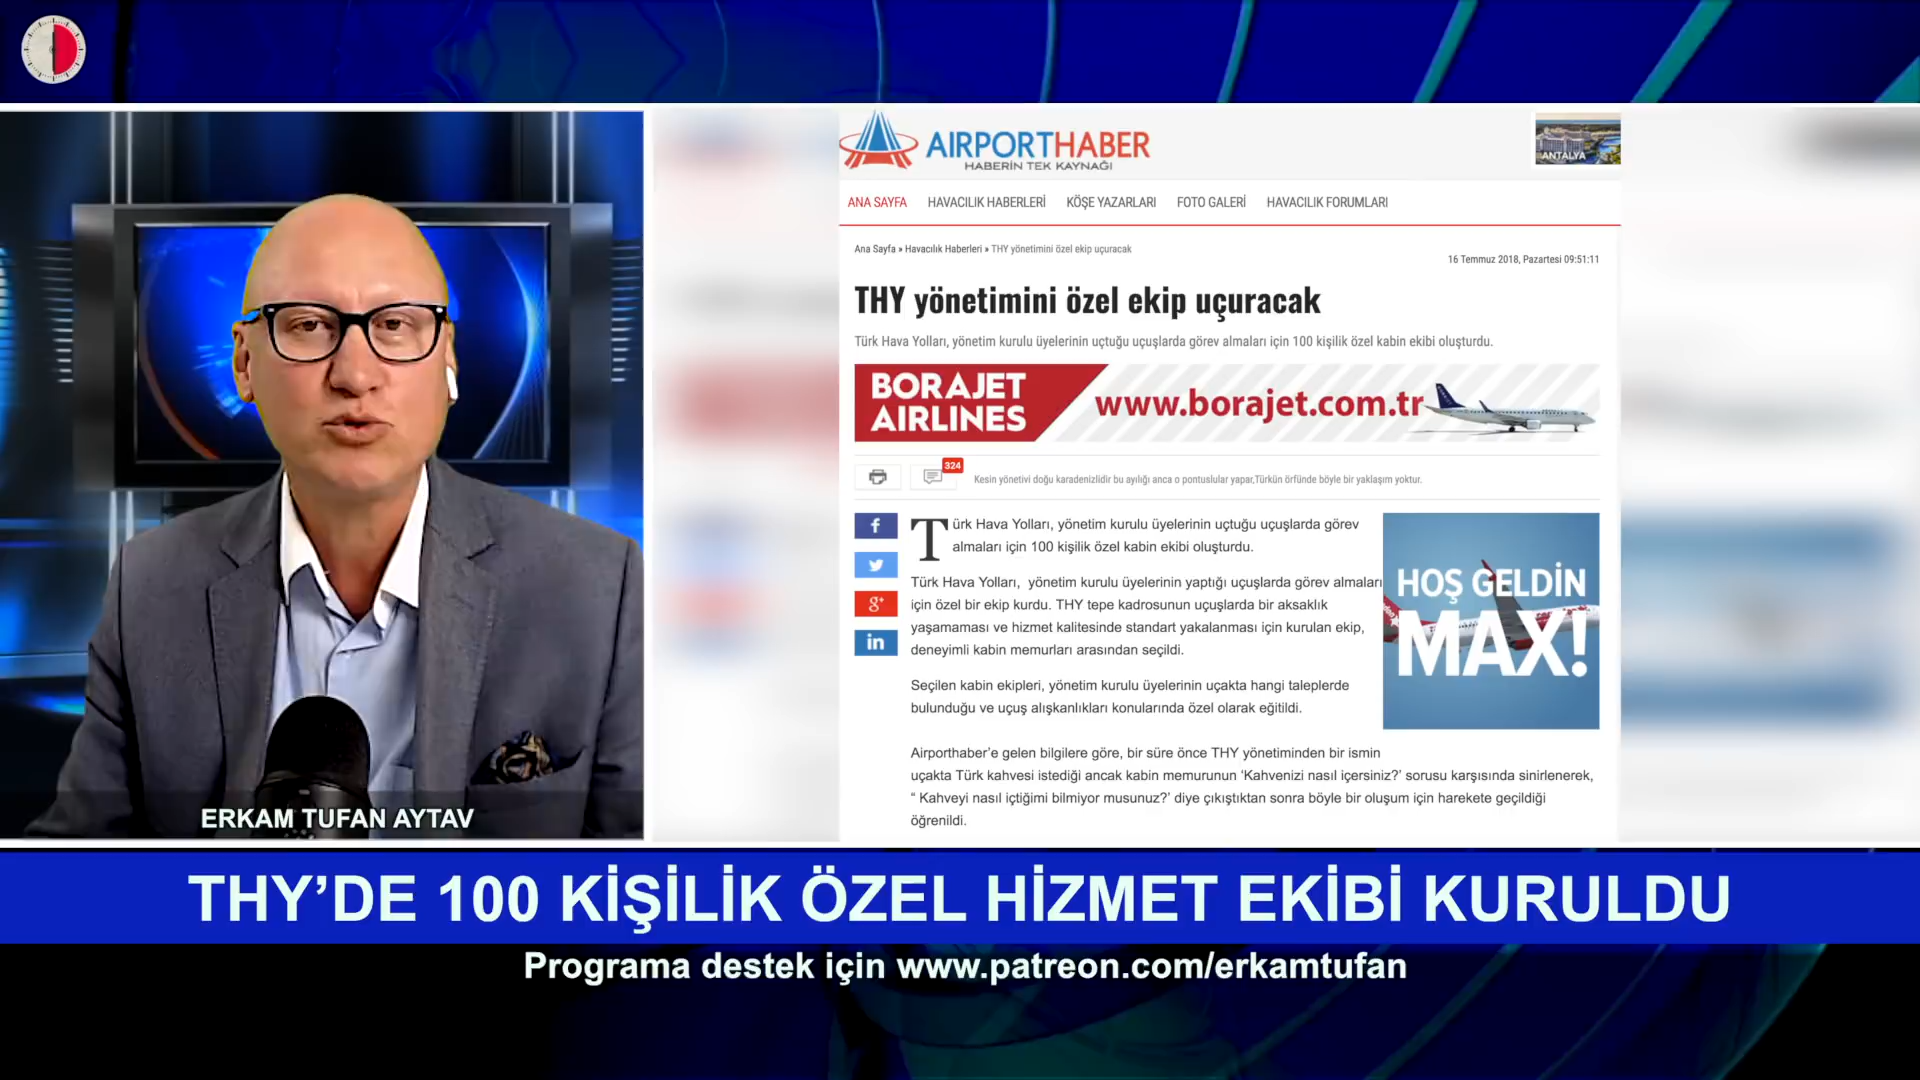 AIRPORTHABER
HABERİN TEK KAYNAĞI
ANTALYA
ANA SAYFA HAVACILIK HABERLERİ KÖŞE YAZARLARI FOTO GALERİ HAVACILIK FORUMLARI
Ana Sayfa » Havacılık Haberleri » THY yönetimini özel ekip uçuracak
16 Temmuz 2018, Pazartesi 09:51:11
THY yönetimini özel ekip uçuracak
Türk Hava Yolları, yönetim kurulu üyelerinin uçtuğu uçuşlarda görev almaları için 100 kişilik özel kabin ekibi oluşturdu.
BORAJET
AIRLINES
www.borajet.com.tr
324
Kesin yönetivi doğu karadenizlidir bu ayılığı anca o pontuslular yapar,Türkün örfünde böyle bir yaklaşım yoktur.
Türk Hava Yolları, yönetim kurulu üyelerinin uçtuğu uçuşlarda görev
almaları için 100 kişilik özel kabin ekibi oluşturdu.
Türk Hava Yolları, yönetim kurulu üyelerinin yaptığı uçuşlarda görev almaları
için özel bir ekip kurdu. THY tepe kadrosunun uçuşlarda bir aksaklık
yaşamaması ve hizmet kalitesinde standart yakalanması için kurulan ekip,
deneyimli kabin memurları arasından seçildi.
Seçilen kabin ekipleri, yönetim kurulu üyelerinin uçakta hangi taleplerde
bulunduğu ve uçuş alışkanlıkları konularında özel olarak eğitildi.
HOŞ GELDİN
MAX!
Airporthaber’e gelen bilgilere göre, bir süre önce THY yönetiminden bir ismin
uçakta Türk kahvesi istediği ancak kabin memurunun ‘Kahvenizi nasıl içersiniz?’ sorusu karşısında sinirlenerek,
“ Kahveyi nasıl içtiğimi bilmiyor musunuz?’ diye çıkıştıktan sonra böyle bir oluşum için harekete geçildiği
öğrenildi.
ERKAM TUFAN AYTAV
THY’DE 100 KİŞİLİK ÖZEL HİZMET EKİBİ KURULDU
Programa destek için www.patreon.com/erkamtufan